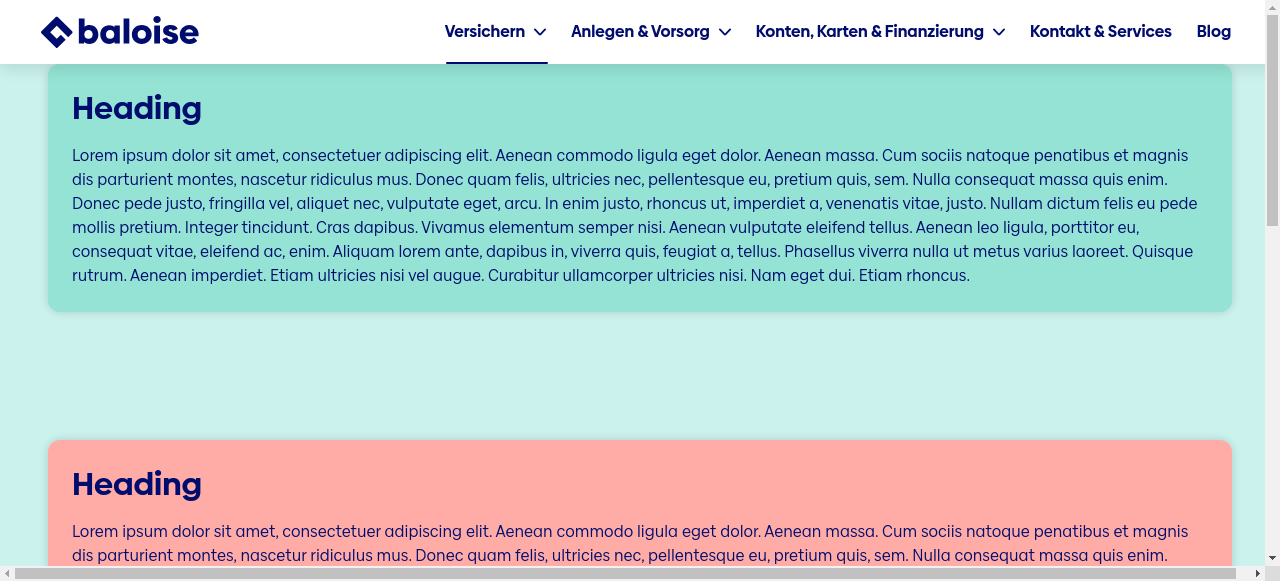 baloise
Versichern
Anlegen & Vorsorg
Konten, Karten & Finanzierung
Kontakt & Services
Blog
Heading
Lorem ipsum dolor sit amet, consectetuer adipiscing elit. Aenean commodo ligula eget dolor. Aenean massa. Cum sociis natoque penatibus et magnis
dis parturient montes, nascetur ridiculus mus. Donec quam felis, ultricies nec, pellentesque eu, pretium quis, sem. Nulla consequat massa quis enim.
Donec pede justo, fringilla vel, aliquet nec, vulputate eget, arcu. In enim justo, rhoncus ut, imperdiet a, venenatis vitae, justo. Nullam dictum felis eu pede
mollis pretium. Integer tincidunt. Cras dapibus. Vivamus elementum semper nisi. Aenean vulputate eleifend tellus. Aenean leo ligula, porttitor eu,
consequat vitae, eleifend ac, enim. Aliquam lorem ante, dapibus in, viverra quis, feugiat a, tellus. Phasellus viverra nulla ut metus varius laoreet. Quisque
rutrum. Aenean imperdiet. Etiam ultricies nisi vel augue. Curabitur ullamcorper ultricies nisi. Nam eget dui. Etiam rhoncus.
Heading
Lorem ipsum dolor sit amet, consectetuer adipiscing elit. Aenean commodo ligula eget dolor. Aenean massa. Cum sociis natoque penatibus et magnis
dis parturient montes, nascetur ridiculus mus. Donec quam felis, ultricies nec, pellentesque eu, pretium quis, sem. Nulla consequat massa quis enim.